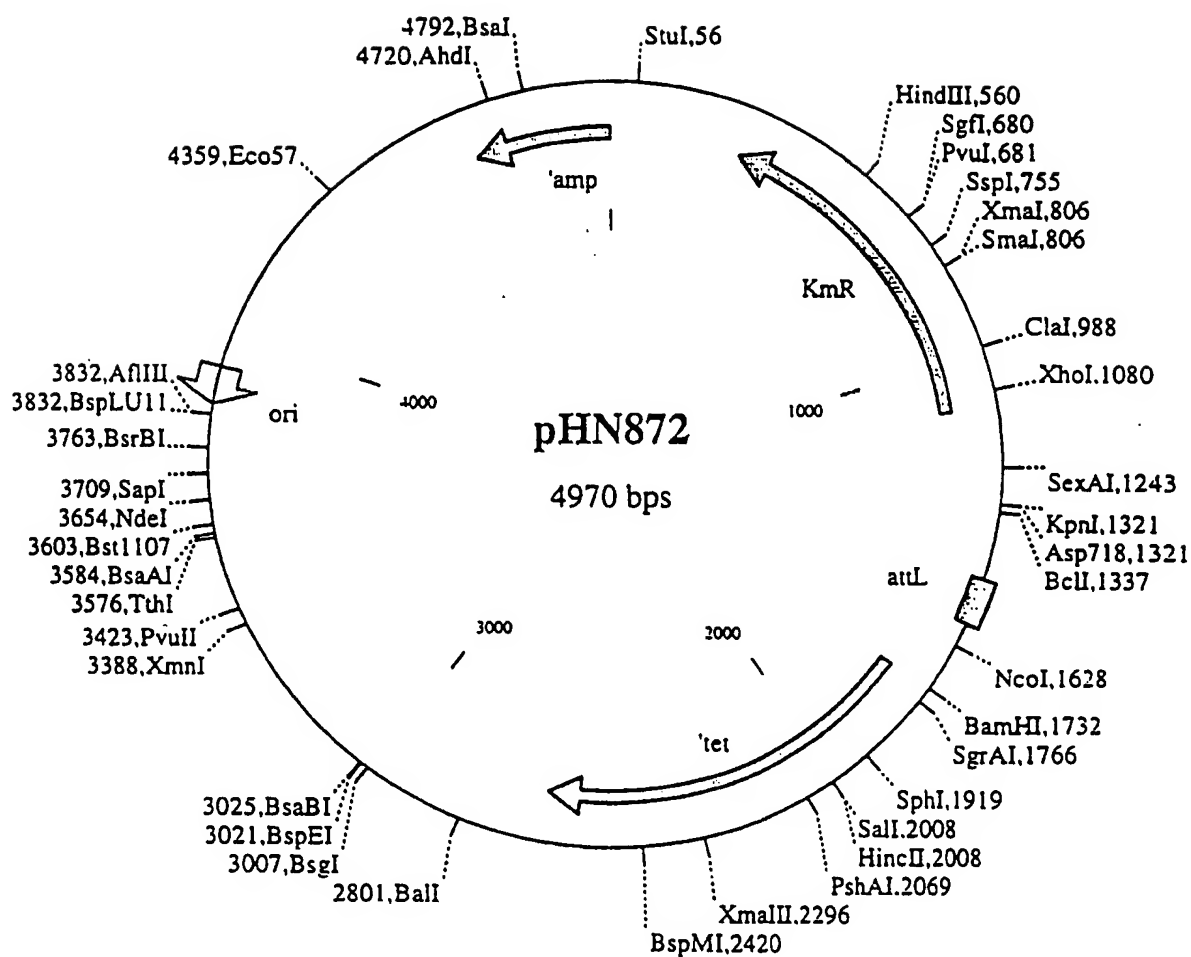 4792,BsaI
4720,AhdI
StuI,56
HindIII,560
SgfI,680
PvuI,681
SspI,755
XmaI,806
SmaI,806
4359,Eco57
'amp
KmR
ClaI,988
XhoI,1080
3832,AflIII
3832,BspLU11
3763,BsrBI
3709,SapI
3654,NdeI
3603,Bst1107
3584,BsaAI
3576,TthI
3423,PvuII
3388,XmnI
ori
4000
1000
pHN872
4970 bps
SexAI,1243
KpnI,1321
Asp718,1321
BclI,1337
attL
3000
2000
NcoI,1628
BamHI,1732
SgrAI,1766
'tet
SphI,1919
SalI,2008
HincII,2008
PshAI,2069
3025,BsaBI
3021,BspEI
3007,BsgI
2801,BalI
XmaIII,2296
BspMI,2420